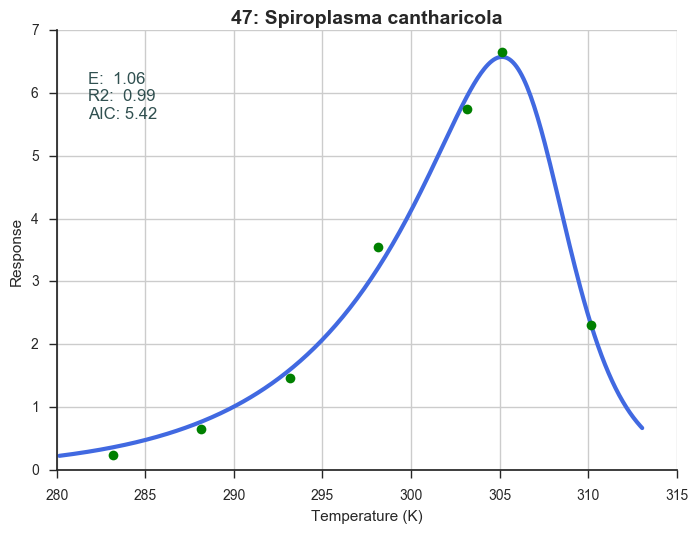 47: Spiroplasma cantharicola
E:  1.06
R2:  0.99
AIC: 5.42
7
6
5
4
3
2
1
0
Response
280 285 290 295 300 305 310 315
Temperature (K)